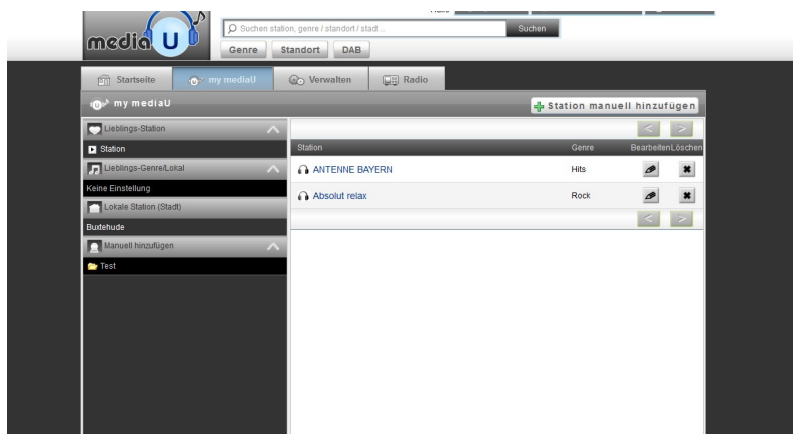 media U
Suchen station, genre / standort / stadt ...
Suchen
Genre
Standort
DAB
Startseite
my mediaU
Verwalten
Radio
my mediaU
Station manuell hinzufügen
Lieblings-Station
< >
Station
Station Genre Bearbeiten Löschen
Lieblings-Genre/Lokal
ANTENNE BAYERN Hits
Keine Einstellung
Absolut relax Rock
Lokale Station (Stadt)
< >
Buxtehude
Manuell hinzufügen
Test